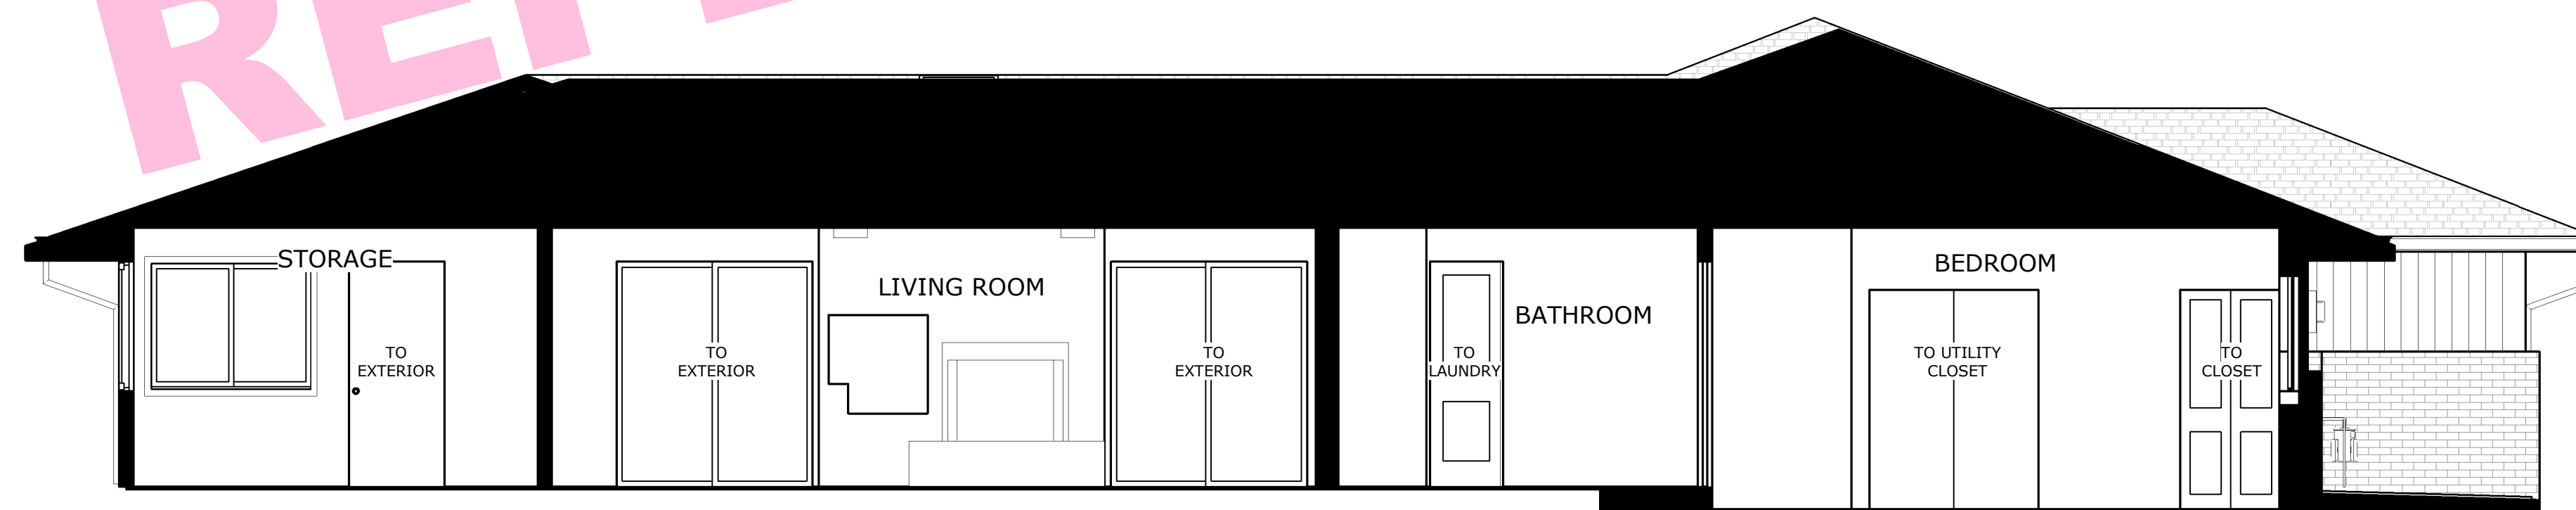 STORAGE
TO
EXTERIOR
TO
EXTERIOR
LIVING ROOM
TO
EXTERIOR
TO
LAUNDRY
BATHROOM
BEDROOM
TO UTILITY
CLOSET
TO
CLOSET